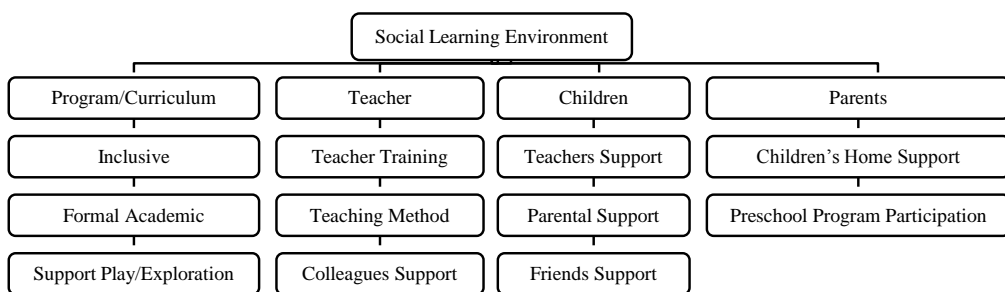 Social Learning Environment
Program/Curriculum
Teacher
Children
Parents
Inclusive
Teacher Training
Teachers Support
Children's Home Support
Formal Academic
Teaching Method
Parental Support
Preschool Program Participation
Support Play/Exploration
Colleagues Support
Friends Support